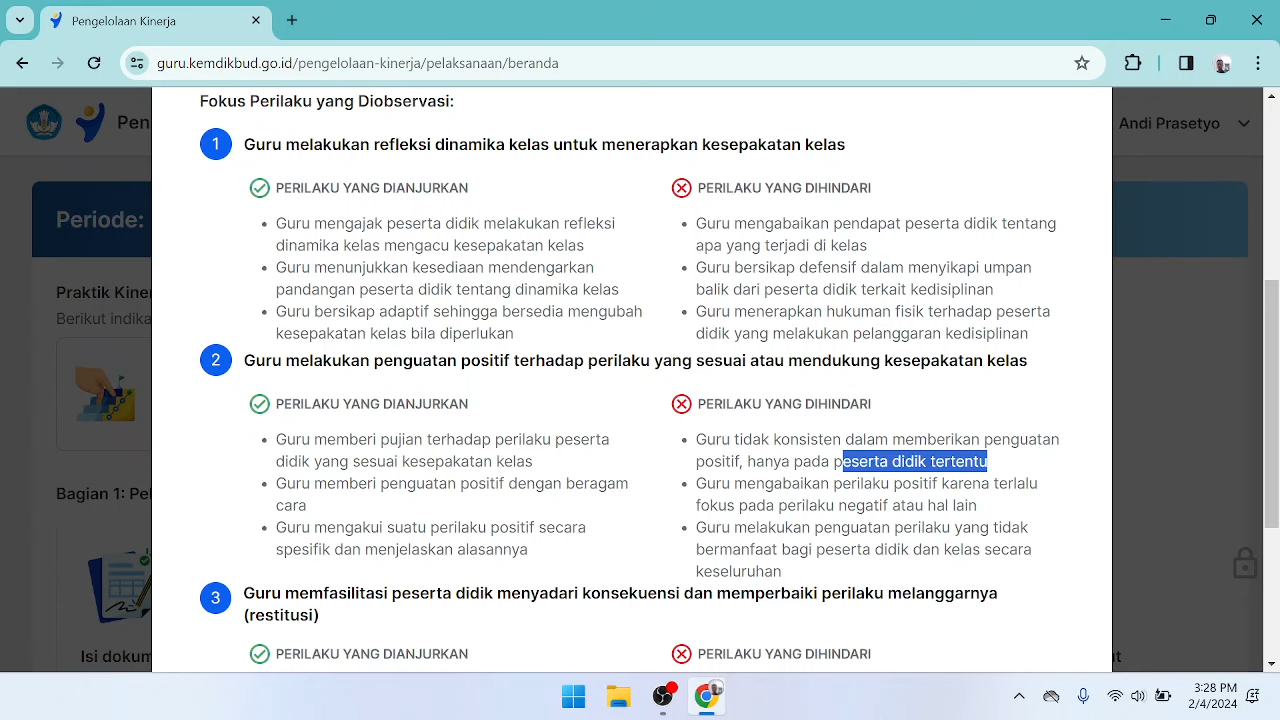 Pengelolaan Kinerja
guru.kemdikbud.go.id/pengelolaan-kinerja/pelaksanaan/beranda
Pen
Andi Prasetyo
Periode:
Praktik Kiner
Berikut indika
Bagian 1: Pel
Isi dokum
Fokus Perilaku yang Diobservasi:
1 Guru melakukan refleksi dinamika kelas untuk menerapkan kesepakatan kelas
PERILAKU YANG DIANJURKAN
• Guru mengajak peserta didik melakukan refleksi
dinamika kelas mengacu kesepakatan kelas
• Guru menunjukkan kesediaan mendengarkan
pandangan peserta didik tentang dinamika kelas
• Guru bersikap adaptif sehingga bersedia mengubah
kesepakatan kelas bila diperlukan
PERILAKU YANG DIHINDARI
• Guru mengabaikan pendapat peserta didik tentang
apa yang terjadi di kelas
• Guru bersikap defensif dalam menyikapi umpan
balik dari peserta didik terkait kedisiplinan
• Guru menerapkan hukuman fisik terhadap peserta
didik yang melakukan pelanggaran kedisiplinan
2 Guru melakukan penguatan positif terhadap perilaku yang sesuai atau mendukung kesepakatan kelas
PERILAKU YANG DIANJURKAN
• Guru memberi pujian terhadap perilaku peserta
didik yang sesuai kesepakatan kelas
• Guru memberi penguatan positif dengan beragam
cara
• Guru mengakui suatu perilaku positif secara
spesifik dan menjelaskan alasannya
PERILAKU YANG DIHINDARI
• Guru tidak konsisten dalam memberikan penguatan
positif, hanya pada peserta didik tertentu
• Guru mengabaikan perilaku positif karena terlalu
fokus pada perilaku negatif atau hal lain
• Guru melakukan penguatan perilaku yang tidak
bermanfaat bagi peserta didik dan kelas secara
keseluruhan
3 Guru memfasilitasi peserta didik menyadari konsekuensi dan memperbaiki perilaku melanggarnya
(restitusi)
PERILAKU YANG DIANJURKAN
PERILAKU YANG DIHINDARI
3:28 PM
2/4/2024